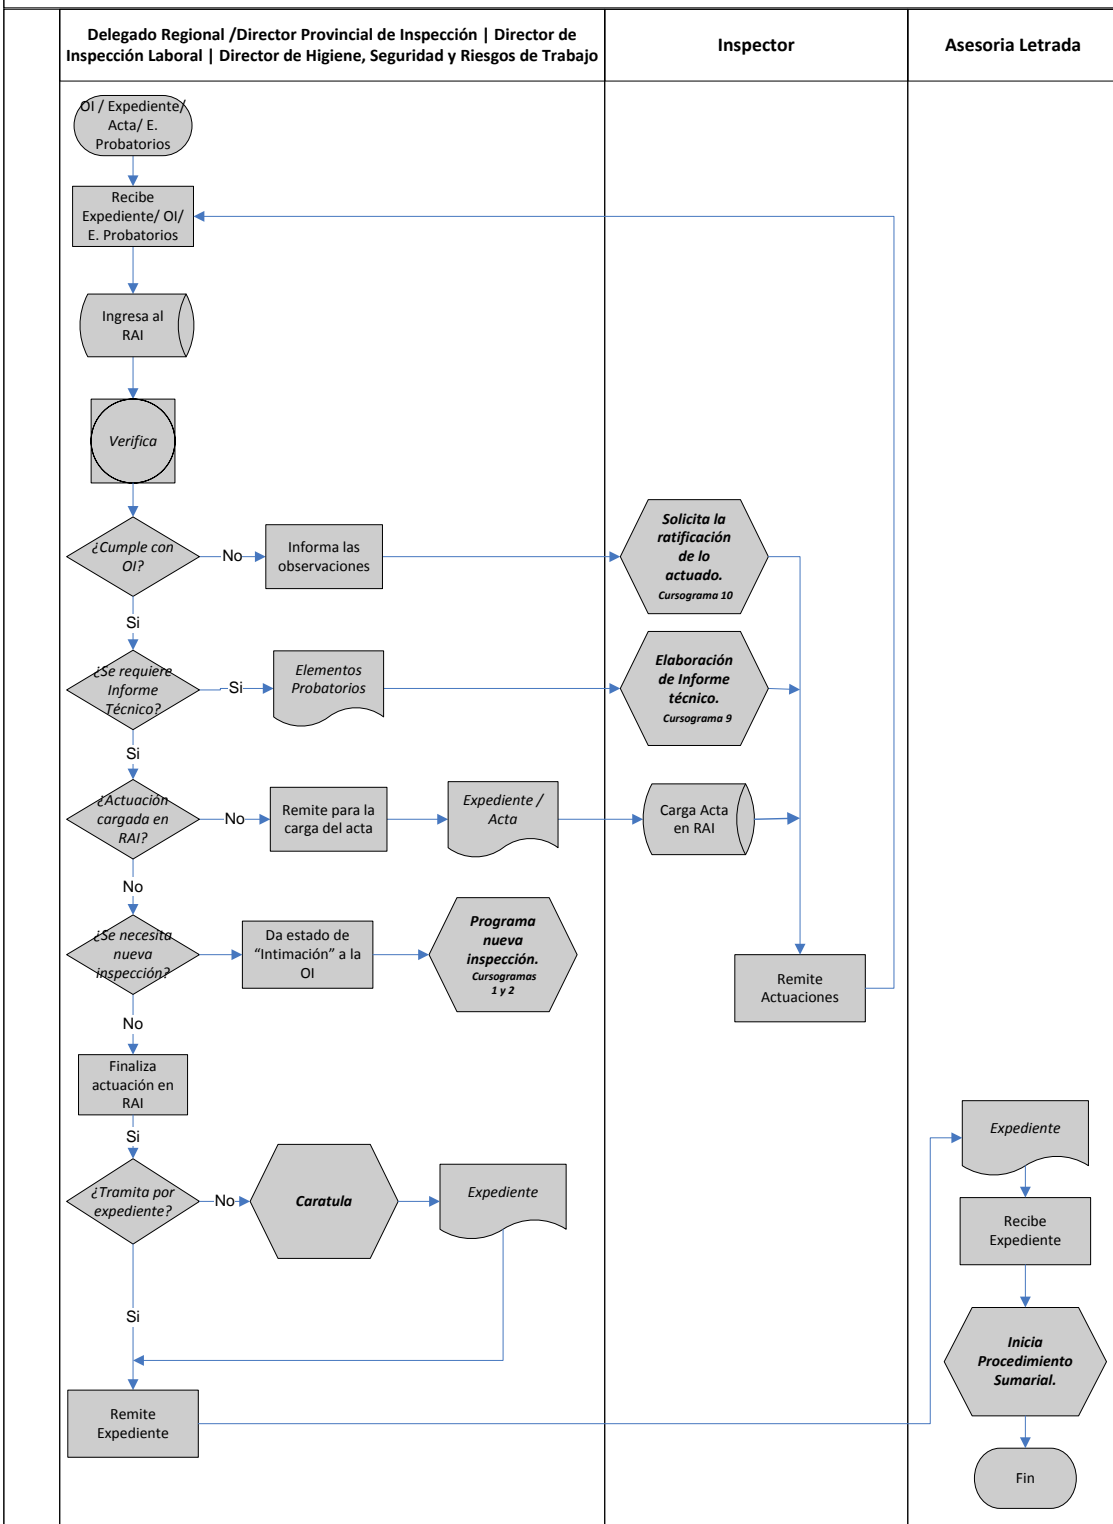 Delegado Regional /Director Provincial de Inspección | Director de
Inspección Laboral | Director de Higiene, Seguridad y Riesgos de Trabajo
Inspector
Asesoria Letrada
OI / Expediente/
Acta/ E.
Probatorios
Recibe
Expediente/ OI/
E. Probatorios
Ingresa al
RAI
Verifica
¿Cumple con
OI?
No
Informa las
observaciones
Solicita la
ratificación
de lo
actuado.
Cursograma 10
Si
¿Se requiere
Informe
Técnico?
Si
Elementos
Probatorios
Elaboración
de Informe
técnico.
Cursograma 9
Si
¿Actuación
cargada en
RAI?
No
Remite para la
carga del acta
Expediente /
Acta
Carga Acta
en RAI
No
¿Se necesita
nueva
inspección?
Da estado de
“Intimación” a la
OI
Programa
nueva
inspección.
Cursogramas
1 y 2
Remite
Actuaciones
No
Finaliza
actuación en
RAI
Si
¿Tramita por
expediente?
No
Caratula
Expediente
Si
Remite
Expediente
Expediente
Recibe
Expediente
Inicia
Procedimiento
Sumarial.
Fin